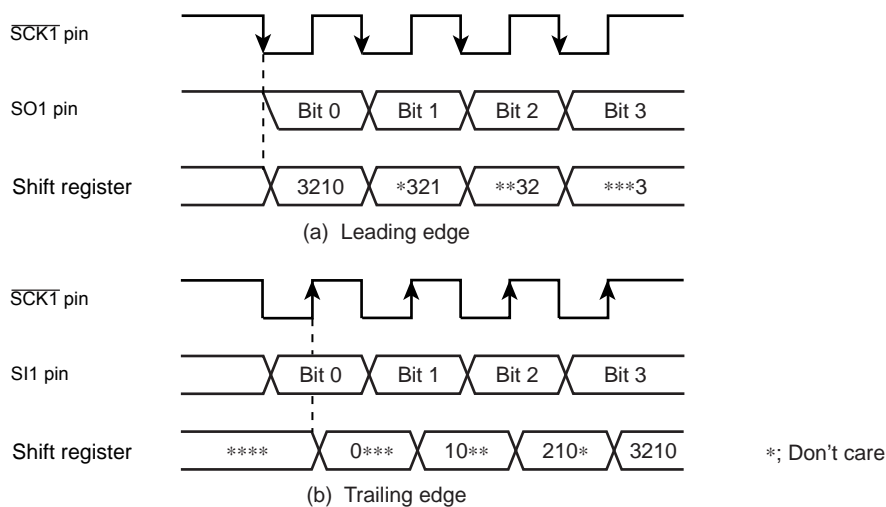 SCK1 pin
SO1 pin Bit 0 Bit 1 Bit 2 Bit 3
Shift register 3210 *321 **32 ***3
(a) Leading edge
SCK1 pin
SI1 pin Bit 0 Bit 1 Bit 2 Bit 3
Shift register **** 0*** 10** 210* 3210 *; Don't care
(b) Trailing edge